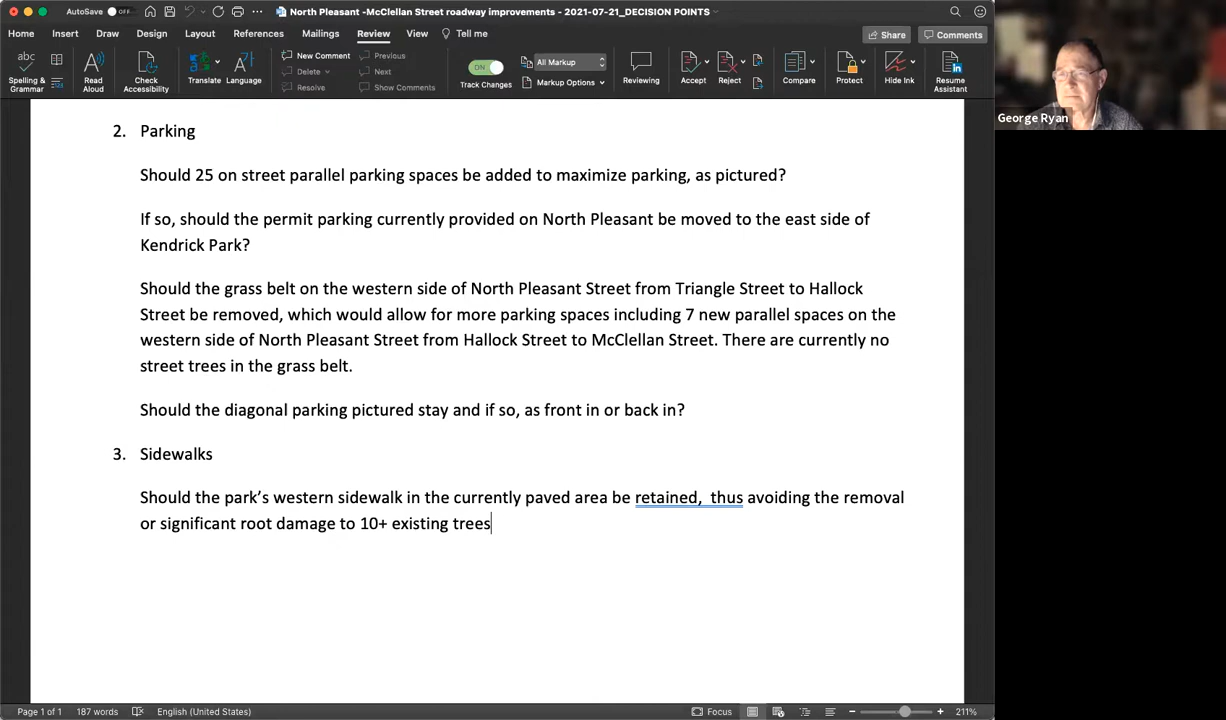 AutoSave OFF
North Pleasant -McClellan Street roadway improvements - 2021-07-21_DECISION POINTS
Home Insert Draw Design Layout References Mailings Review View Tell me
Share Comments
abc
Spelling &
Grammar
Read
Aloud
Check
Accessibility
Translate
Language
New Comment
Delete
Resolve
Previous
Next
Show Comments
ON
Track Changes
All Markup
Markup Options
Reviewing
Accept
Reject
Compare
Protect
Hide Ink
Resume
Assistant
George Ryan
2. Parking
Should 25 on street parallel parking spaces be added to maximize parking, as pictured?
If so, should the permit parking currently provided on North Pleasant be moved to the east side of
Kendrick Park?
Should the grass belt on the western side of North Pleasant Street from Triangle Street to Hallock
Street be removed, which would allow for more parking spaces including 7 new parallel spaces on the
western side of North Pleasant Street from Hallock Street to McClellan Street. There are currently no
street trees in the grass belt.
Should the diagonal parking pictured stay and if so, as front in or back in?
3. Sidewalks
Should the park's western sidewalk in the currently paved area be retained,  thus avoiding the removal
or significant root damage to 10+ existing trees
Page 1 of 1 187 words English (United States) Focus 211%